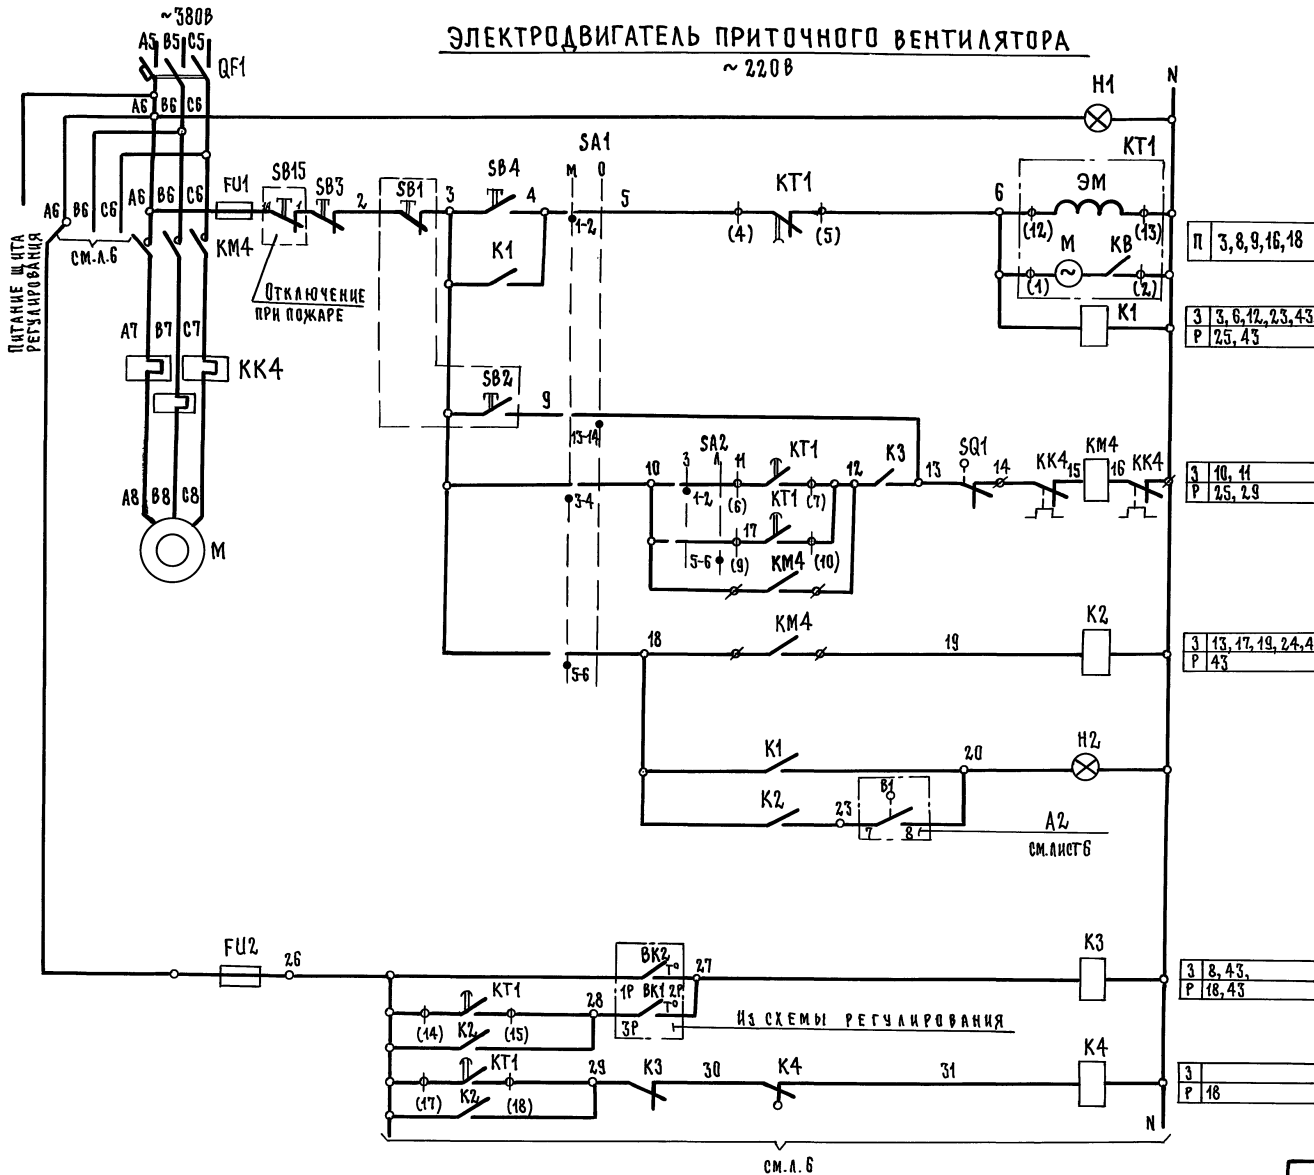 ~380В
ЭЛЕКТРОДВИГАТЕЛЬ ПРИТОЧНОГО ВЕНТИЛЯТОРА
~220В
А5 В5 С5
QF1
N
Н1
А6 В6 С6
SA1
М О
КТ1
FU1 SB15 SB3 2 SB1 3 SB4 4 5 КТ1 6 ЭМ
А6 В6 С6
А6 В6 С6
1-2
(4) (5) (12) (13)
см.л.6
КМ4
К1
М КВ
(1) (2)
П 3,8,9,16,18
Отключение
при пожаре
Питание щита
регулирования
К1
З 3,6,12,23,43
Р 25,43
А7 В7 С7
КК4
SB2 9
13-14
SA2
З Л
10 11 КТ1 12 К3 13 SQ1 14 КК4 15 КМ4 16 КК4
3-4 1-2 (6) КТ1 (7)
З 10,11
Р 25,29
А8 В8 С8
М
17
5-6 (9) КМ4 (10)
18 КМ4 19 К2
5-6
З 13,17,19,24,4
Р 43
К1 20 Н2
К2 23 В1
7 8
А2
см.лист6
FU2 26 ВК2 27 К3
1Р ВК1 2Р
Т° Т°
З 8,43,
Р 18,43
КТ1 28
(14) К2 (15) 3Р
Из схемы регулирования
КТ1 29 К3 30 К4 31 К4
(17) К2 (18)
З
Р 18
N
см.л.6